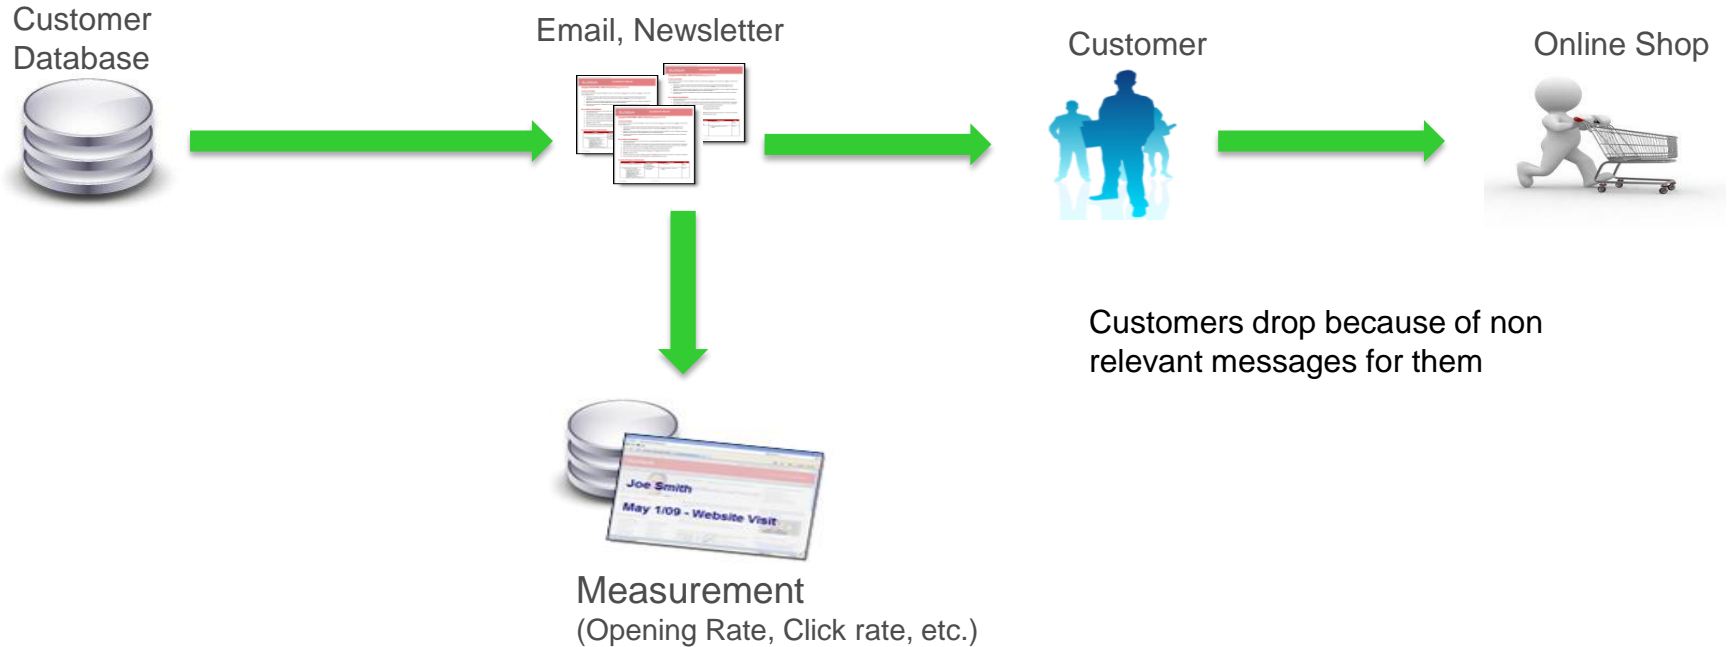 Customer
Database
Email, Newsletter
Customer
Online Shop
Customers drop because of non
relevant messages for them
Joe Smith
May 1/09 - Website Visit
Measurement
(Opening Rate, Click rate, etc.)